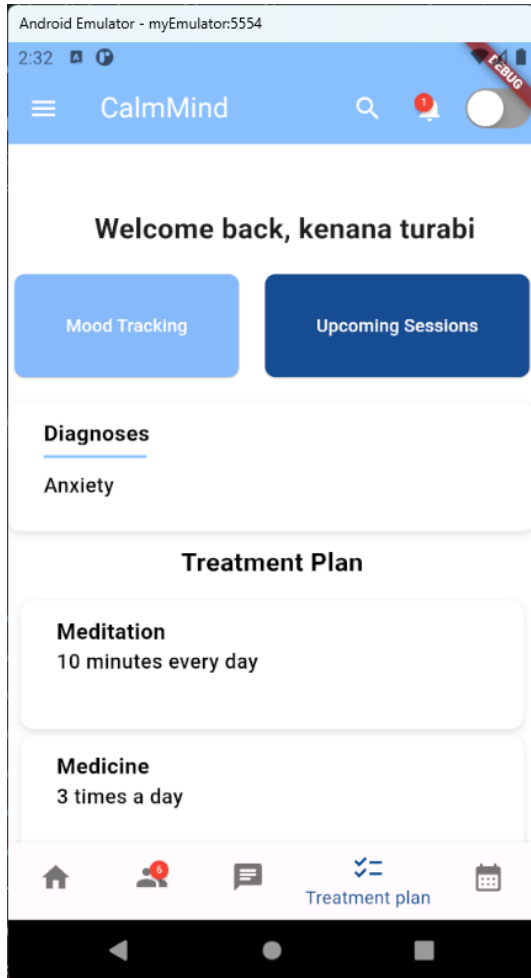 Android Emulator - myEmulator:5554
2:32
DEBUG
CalmMind
1
Welcome back, kenana turabi
Mood Tracking
Upcoming Sessions
Diagnoses
Anxiety
Treatment Plan
Meditation
10 minutes every day
Medicine
3 times a day
6
Treatment plan